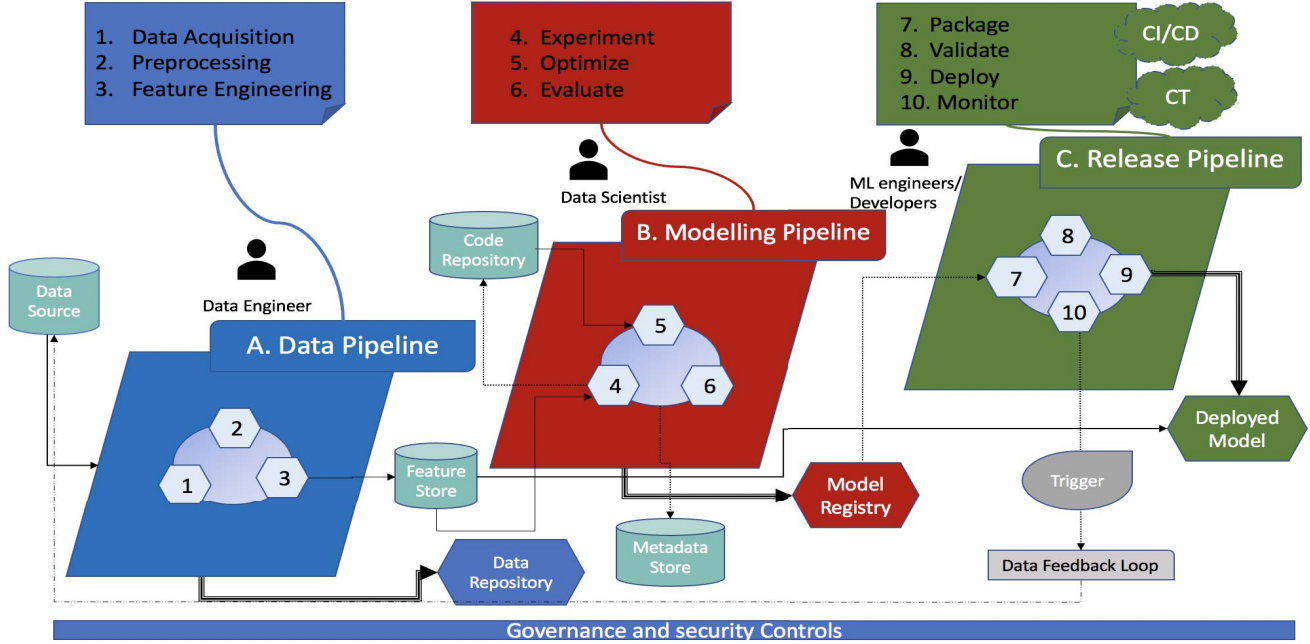 1. Data Acquisition
2. Preprocessing
3. Feature Engineering
4. Experiment
5. Optimize
6. Evaluate
7. Package
8. Validate
9. Deploy
10. Monitor
CI/CD
CT
Data Scientist
ML engineers/
Developers
C. Release Pipeline
B. Modelling Pipeline
Code
Repository
Data Engineer
Data
Source
A. Data Pipeline
8
7
9
10
5
4
6
2
1
3
Feature
Store
Model
Registry
Deployed
Model
Trigger
Metadata
Store
Data
Repository
Data Feedback Loop
Governance and security Controls